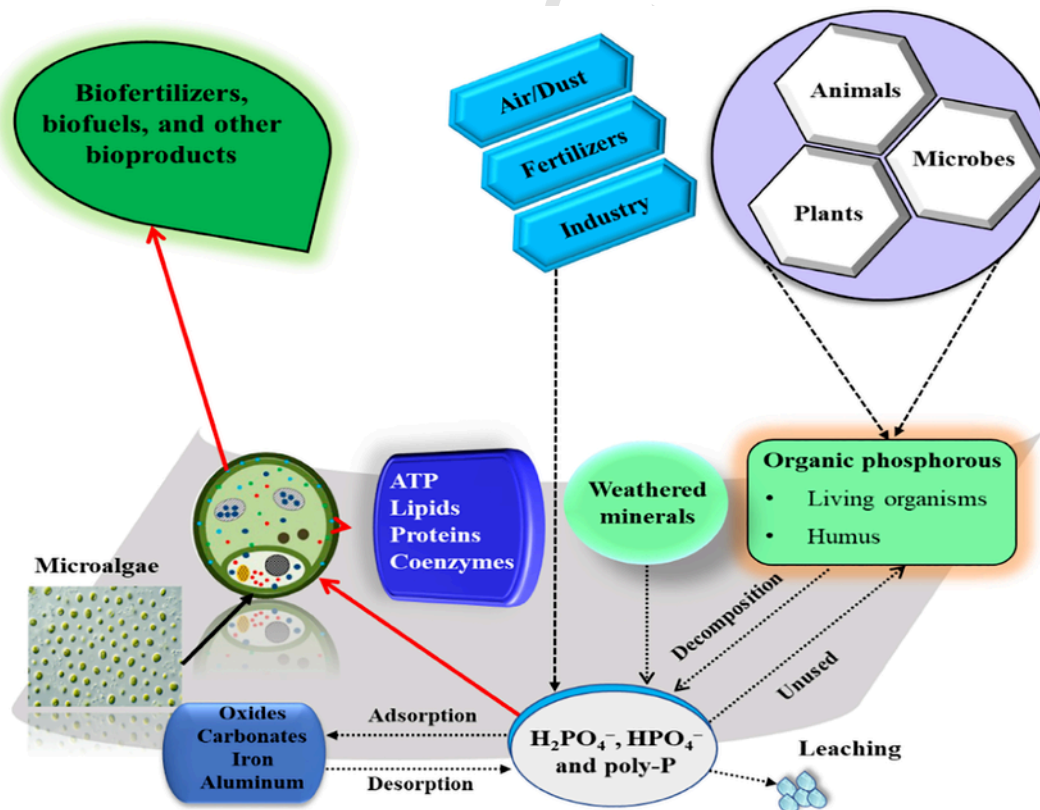 Biofertilizers,
biofuels, and other
bioproducts
Air/Dust
Fertilizers
Industry
Animals
Microbes
Plants
ATP
Lipids
Proteins
Coenzymes
Weathered
minerals
Organic phosphorous
• Living organisms
• Humus
Microalgae
Decomposition
Unused
Oxides
Carbonates
Iron
Aluminum
Adsorption
Desorption
H₂PO₄⁻, HPO₄⁻
and poly-P
Leaching